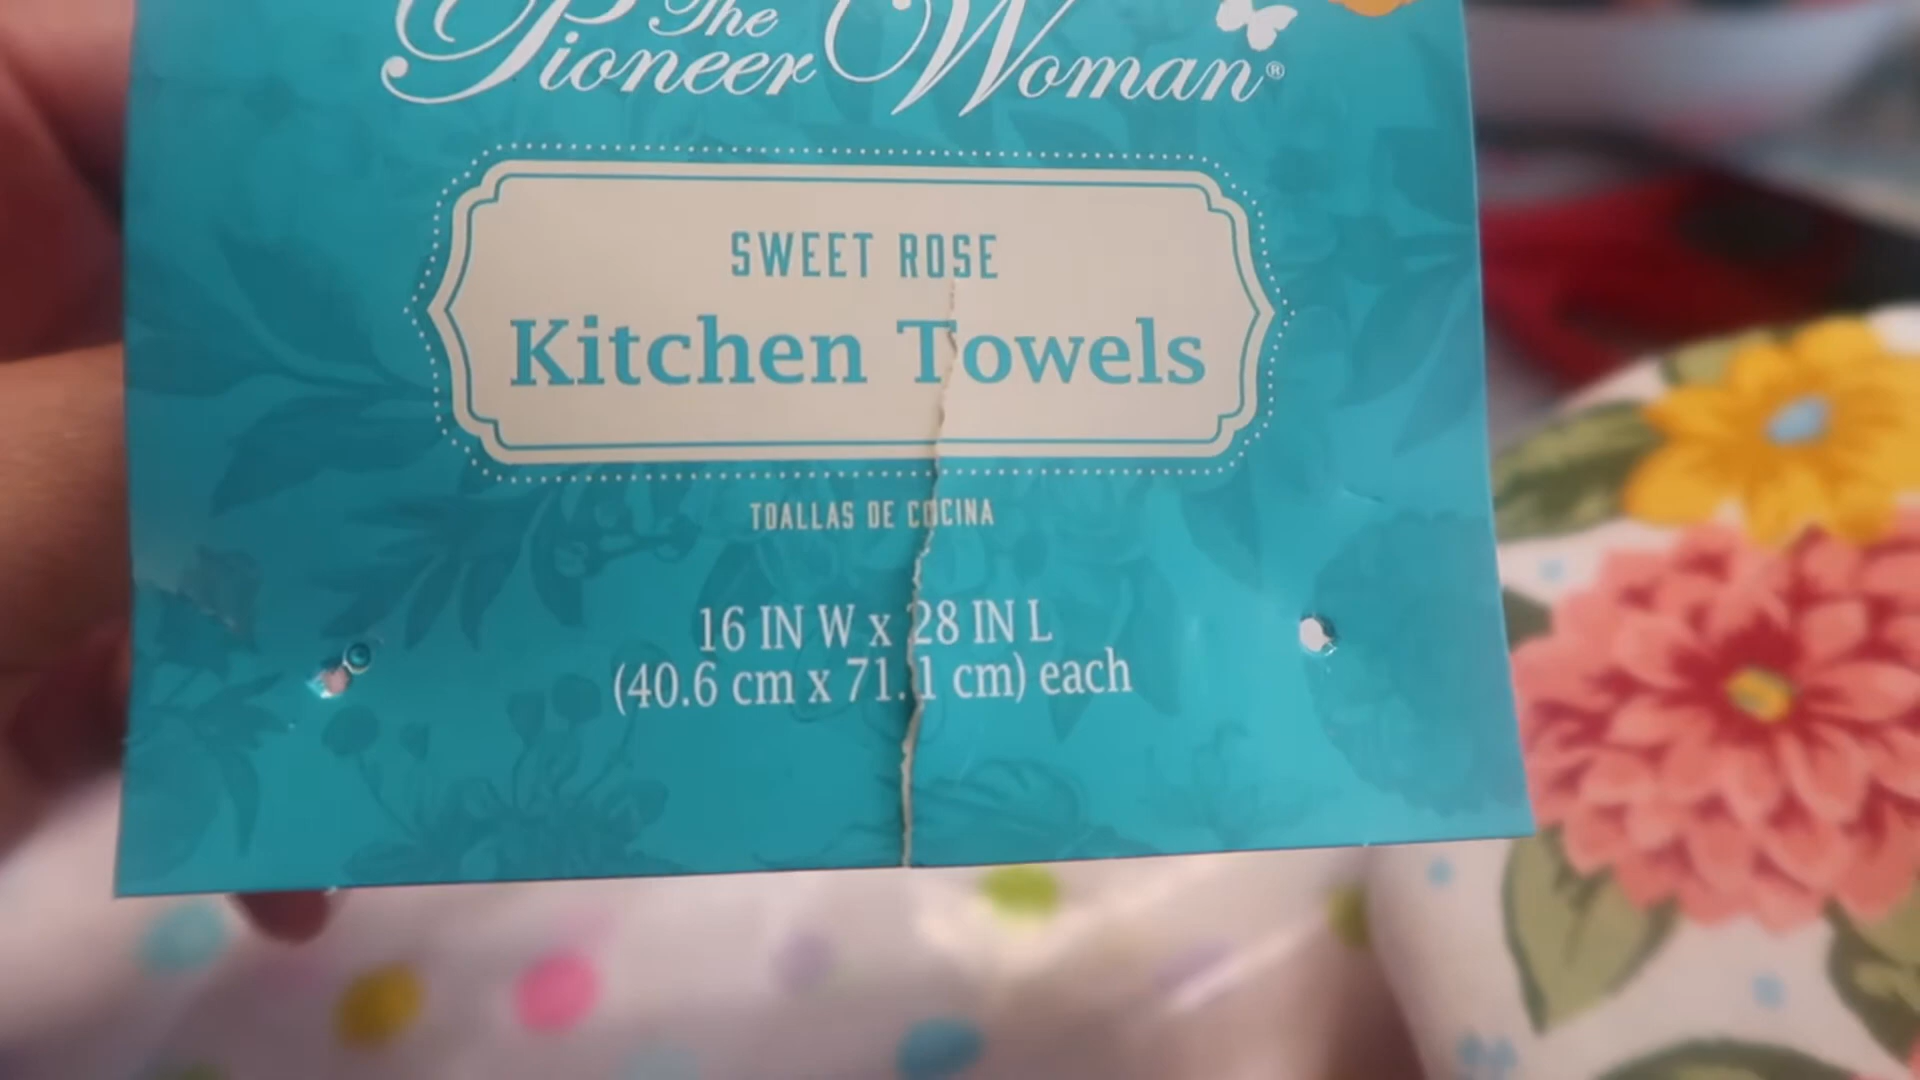 The
Pioneer Woman®
SWEET ROSE
Kitchen Towels
TOALLAS DE COCINA
16 IN W x 28 IN L
(40.6 cm x 71.1 cm) each